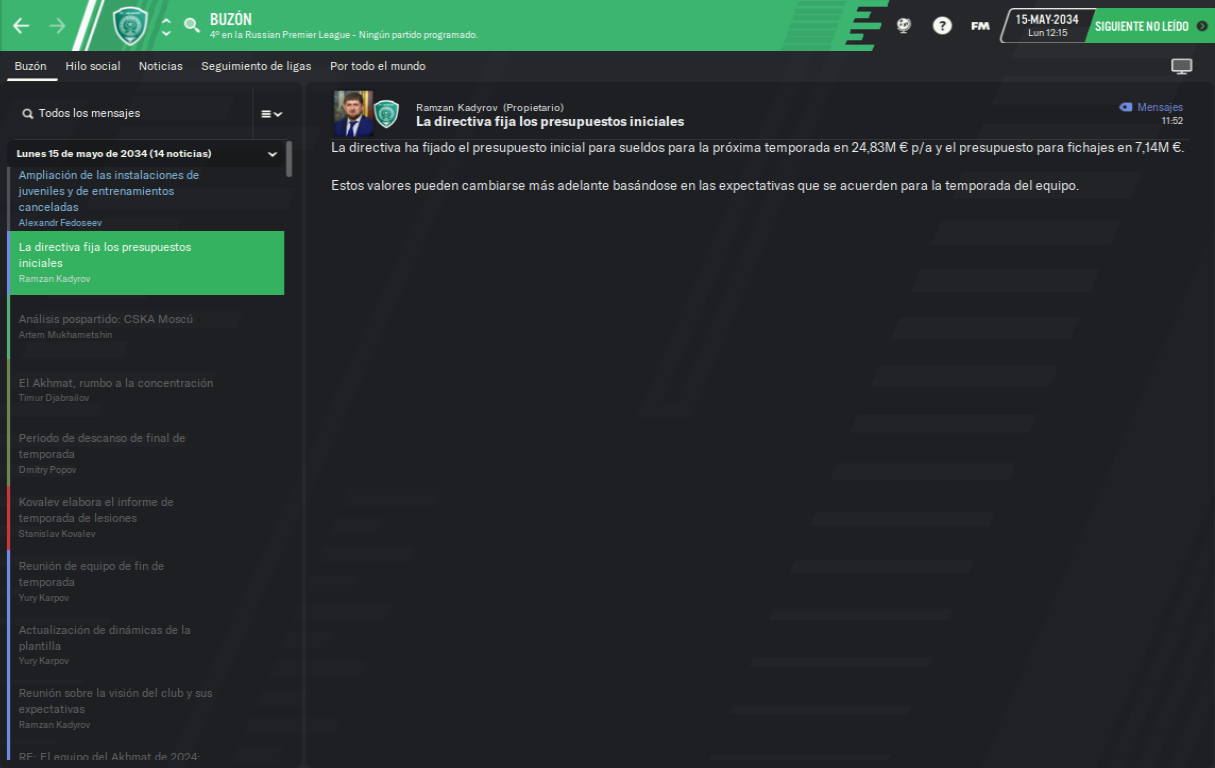 BUZÓN
4º en la Russian Premier League - Ningún partido programado.
?
FM
15-MAY-2034
Lun 12:15
SIGUIENTE NO LEÍDO
Buzón
Hilo social
Noticias
Seguimiento de ligas
Por todo el mundo
Todos los mensajes
Lunes 15 de mayo de 2034 (14 noticias)
Ampliación de las instalaciones de
juveniles y de entrenamientos
canceladas
Alexandr Fedoseev
La directiva fija los presupuestos
iniciales
Ramzan Kadyrov
Análisis pospartido: CSKA Moscú
Artem Mukhametshin
El Akhmat, rumbo a la concentración
Timur Djabrailov
Periodo de descanso de final de
temporada
Dmitry Popov
Kovalev elabora el informe de
temporada de lesiones
Stanislav Kovalev
Reunión de equipo de fin de
temporada
Yury Karpov
Actualización de dinámicas de la
plantilla
Yury Karpov
Reunión sobre la visión del club y sus
expectativas
Ramzan Kadyrov
RE: El equipo del Akhmat de 2024:
Ramzan Kadyrov (Propietario)
La directiva fija los presupuestos iniciales
Mensajes
11:52
La directiva ha fijado el presupuesto inicial para sueldos para la próxima temporada en 24,83M € p/a y el presupuesto para fichajes en 7,14M €.
Estos valores pueden cambiarse más adelante basándose en las expectativas que se acuerden para la temporada del equipo.